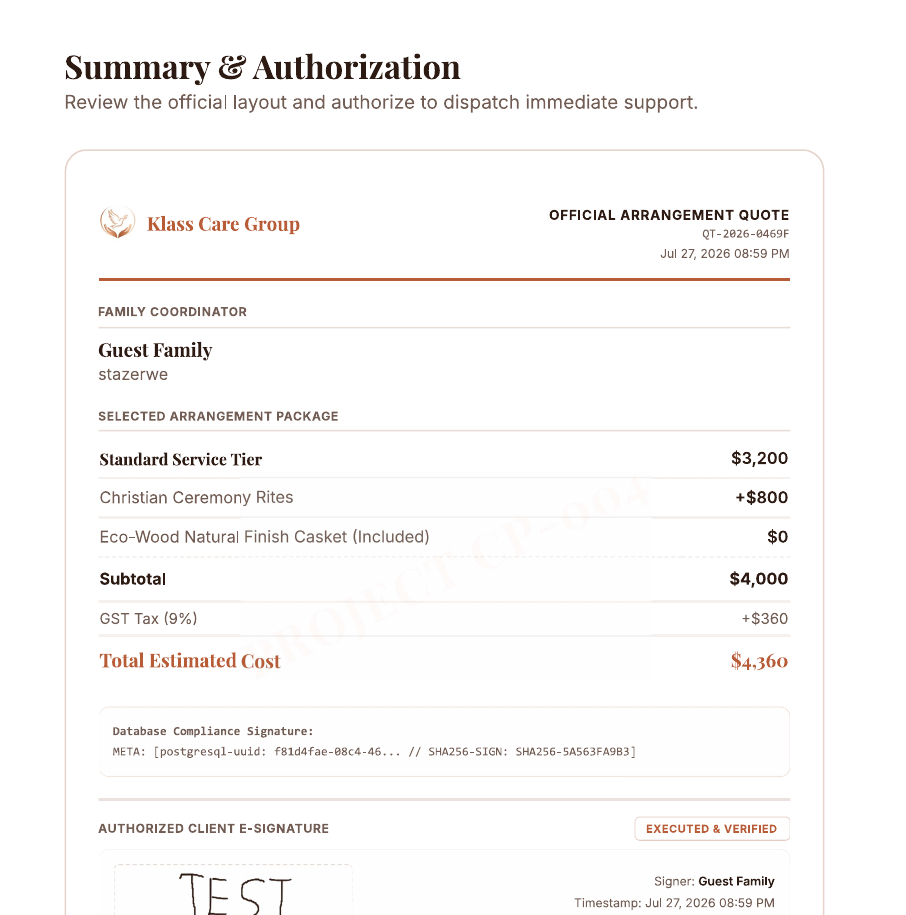 Summary & Authorization
Review the official layout and authorize to dispatch immediate support.
Klass Care Group
OFFICIAL ARRANGEMENT QUOTE
QT-2026-0469F
Jul 27, 2026 08:59 PM
FAMILY COORDINATOR
Guest Family
stazerwe
SELECTED ARRANGEMENT PACKAGE
Standard Service Tier $3,200
Christian Ceremony Rites +$800
Eco-Wood Natural Finish Casket (Included) $0
Subtotal $4,000
GST Tax (9%) +$360
Total Estimated Cost $4,360
PROJECT CP-004
Database Compliance Signature:
META: [postgresql-uuid: f81d4fae-08c4-46... // SHA256-SIGN: SHA256-5A563FA9B3]
AUTHORIZED CLIENT E-SIGNATURE
EXECUTED & VERIFIED
TEST
Signer: Guest Family
Timestamp: Jul 27, 2026 08:59 PM